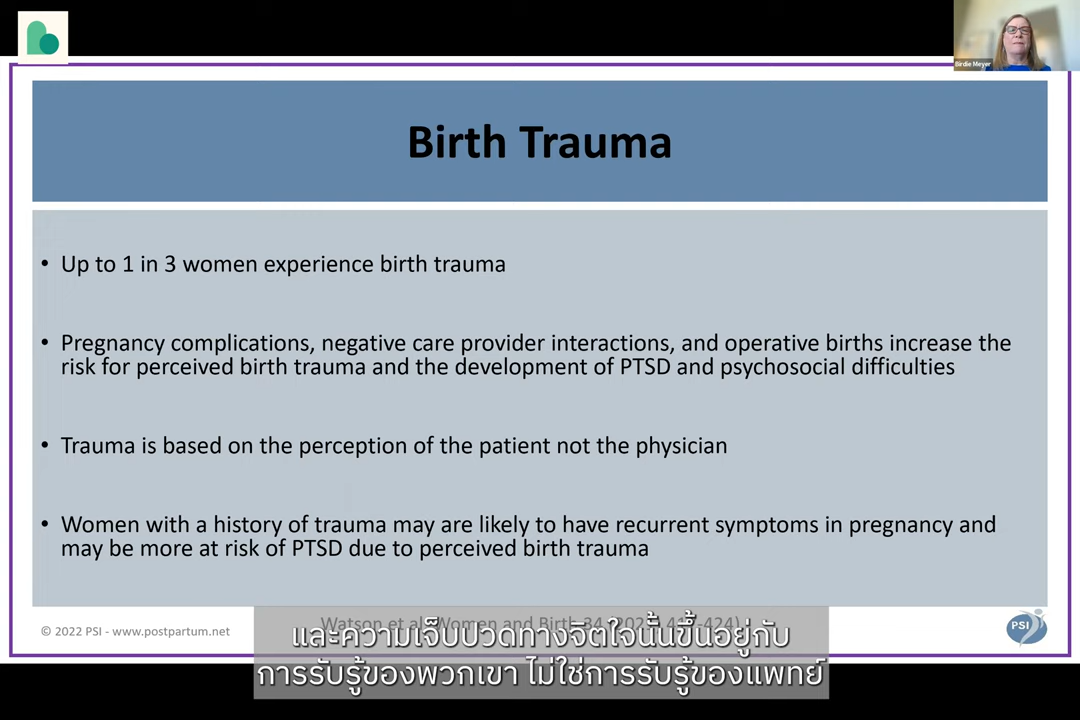 Birdie Meyer
Birth Trauma
• Up to 1 in 3 women experience birth trauma
• Pregnancy complications, negative care provider interactions, and operative births increase the
risk for perceived birth trauma and the development of PTSD and psychosocial difficulties
• Trauma is based on the perception of the patient not the physician
• Women with a history of trauma may are likely to have recurrent symptoms in pregnancy and
may be more at risk of PTSD due to perceived birth trauma
© 2022 PSI - www.postpartum.net
Watson et al. Women and Birth 34
PSI
และความเจ็บปวดทางจิตใจนั้นขึ้นอยู่กับ
การรับรู้ของพวกเขา ไม่ใช่การรับรู้ของแพทย์